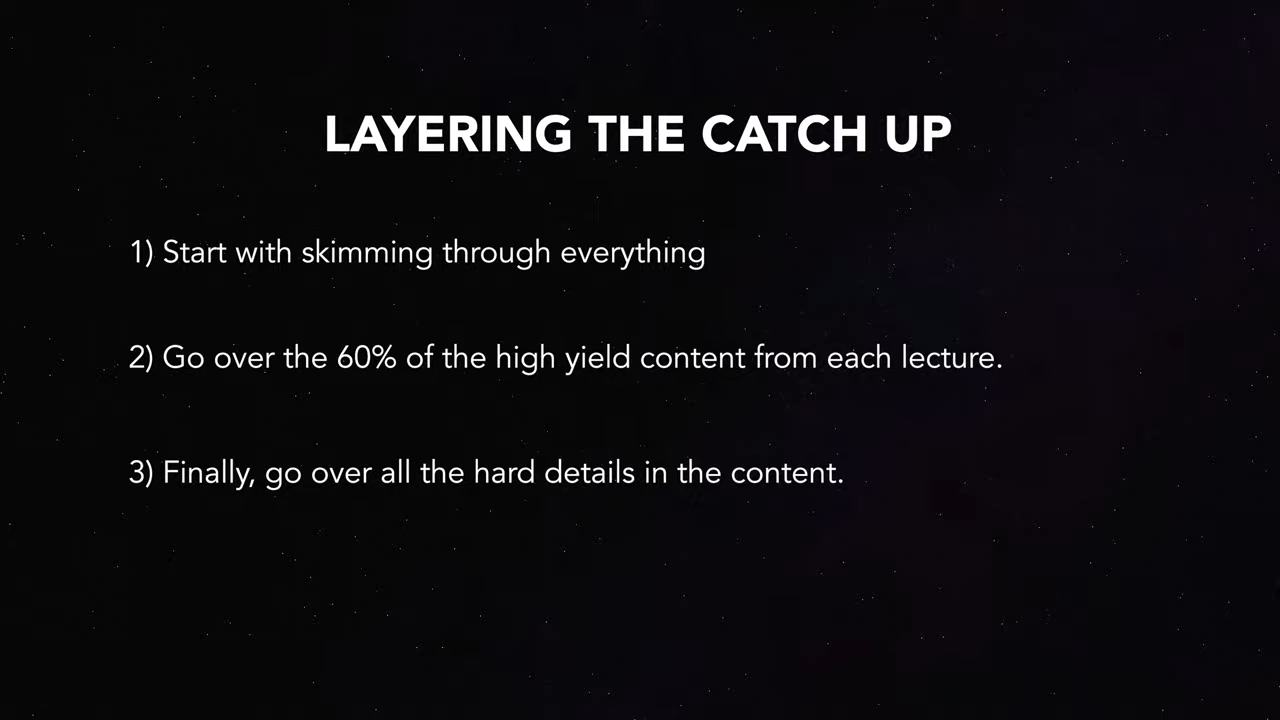 LAYERING THE CATCH UP
1) Start with skimming through everything
2) Go over the 60% of the high yield content from each lecture.
3) Finally, go over all the hard details in the content.